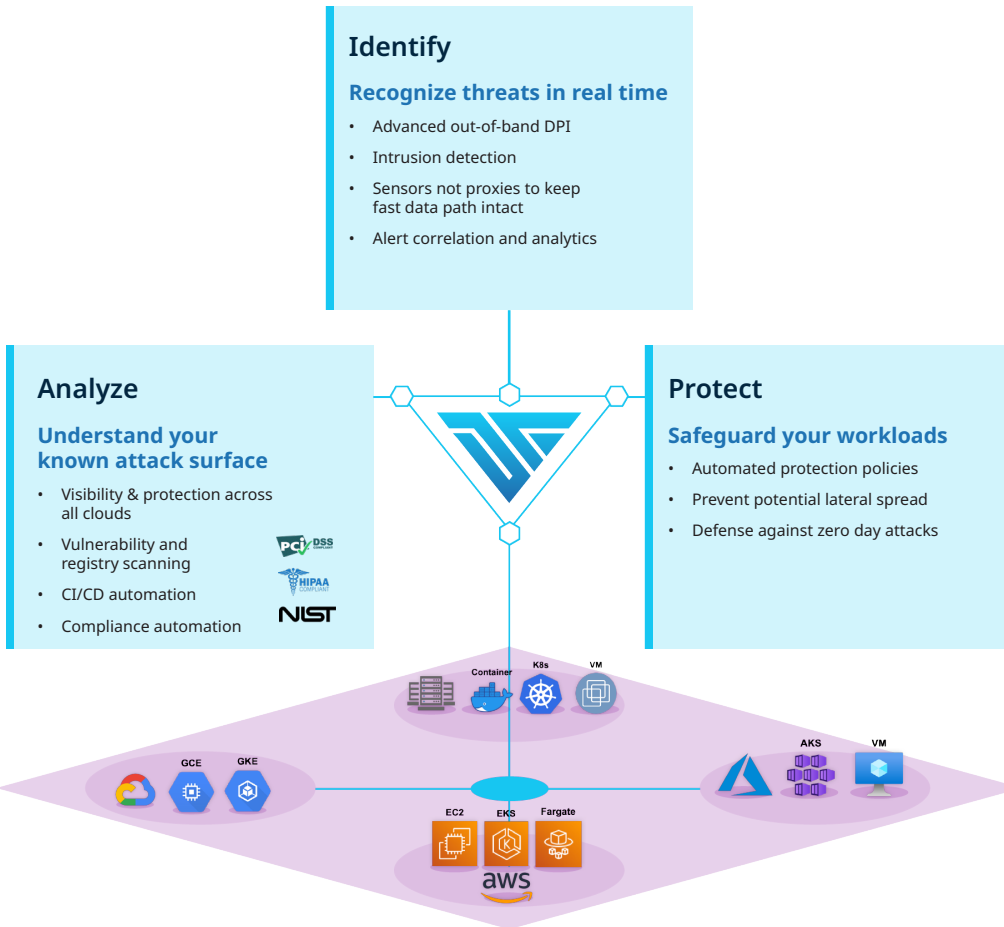 Identify
Recognize threats in real time
• Advanced out-of-band DPI
• Intrusion detection
• Sensors not proxies to keep
fast data path intact
• Alert correlation and analytics
Analyze
Understand your
known attack surface
• Visibility & protection across
all clouds
• Vulnerability and
registry scanning
• CI/CD automation
• Compliance automation
PCI DSS
COMPLIANT
HIPAA
COMPLIANT
NIST
Protect
Safeguard your workloads
• Automated protection policies
• Prevent potential lateral spread
• Defense against zero day attacks
Container K8s VM
GCE GKE
AKS VM
EC2 EKS Fargate
K
aws